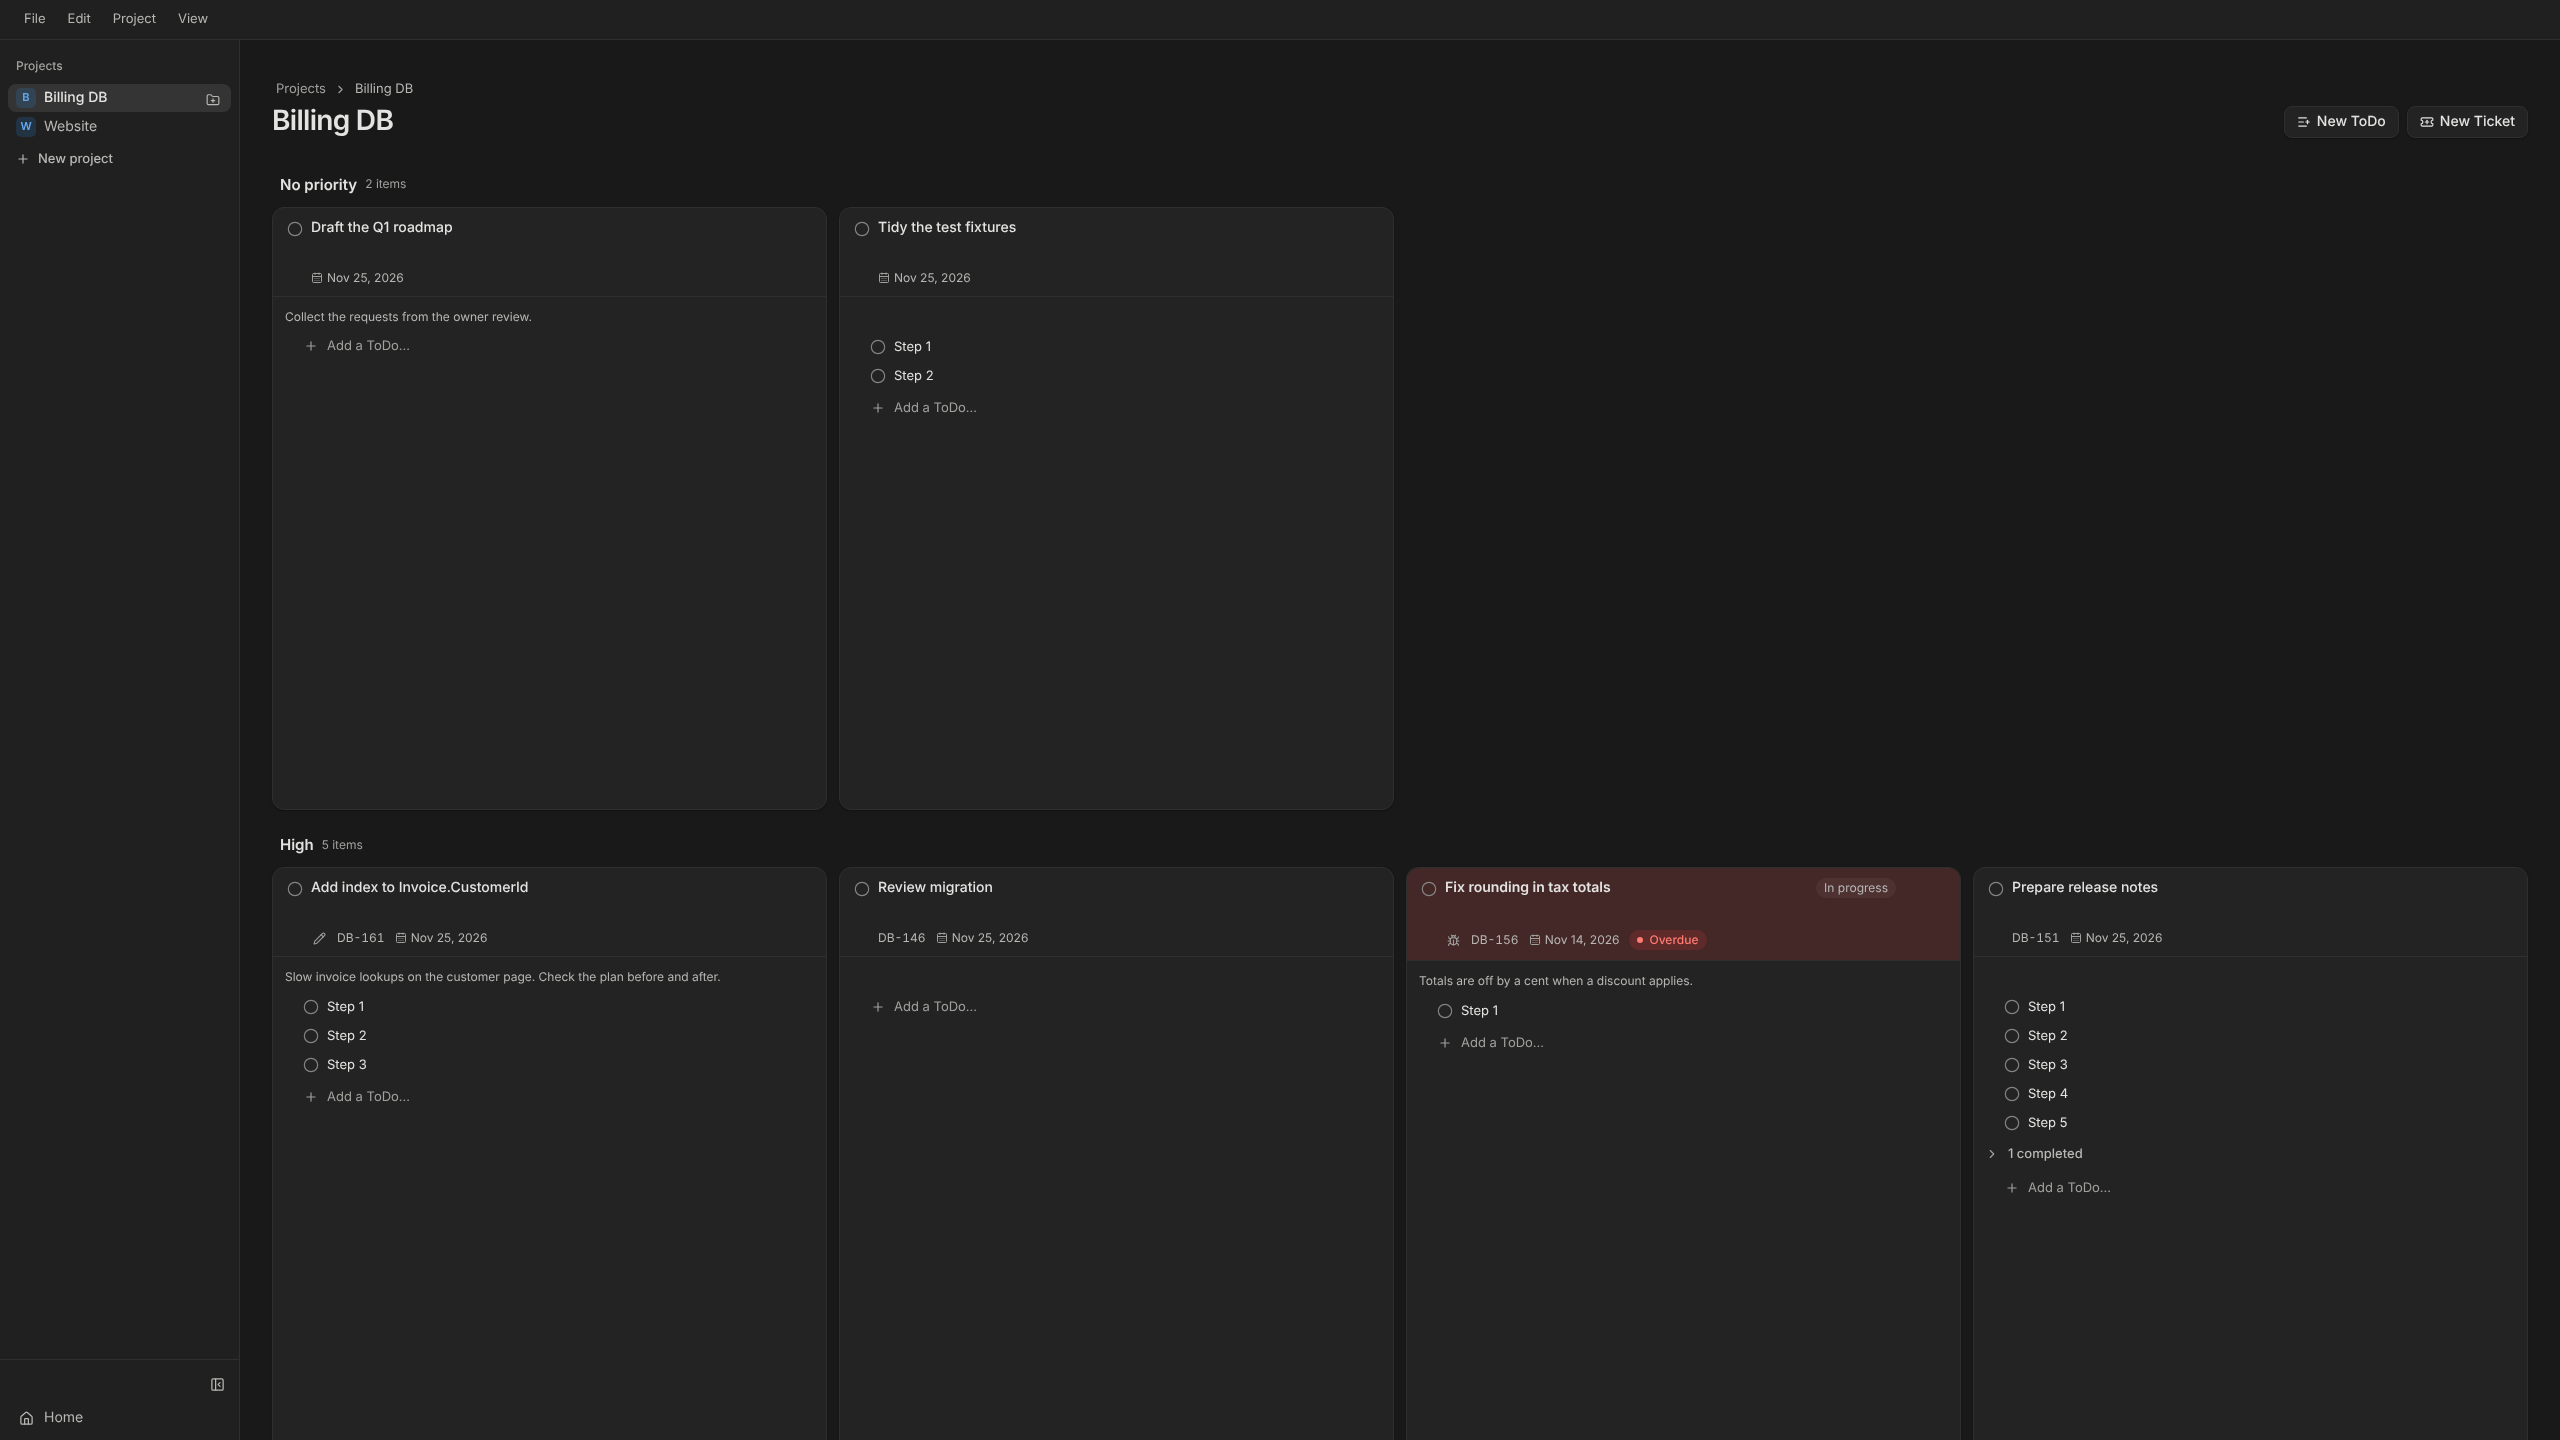 File Edit Project View
Projects
B Billing DB
W Website
New project
Projects > Billing DB
Billing DB
New ToDo
New Ticket
No priority 2 items
Draft the Q1 roadmap
Nov 25, 2026
Collect the requests from the owner review.
Add a ToDo...
Tidy the test fixtures
Nov 25, 2026
Step 1
Step 2
Add a ToDo...
High 5 items
Add index to Invoice.CustomerId
DB-161 Nov 25, 2026
Slow invoice lookups on the customer page. Check the plan before and after.
Step 1
Step 2
Step 3
Add a ToDo...
Review migration
DB-146 Nov 25, 2026
Add a ToDo...
Fix rounding in tax totals In progress
DB-156 Nov 14, 2026 Overdue
Totals are off by a cent when a discount applies.
Step 1
Add a ToDo...
Prepare release notes
DB-151 Nov 25, 2026
Step 1
Step 2
Step 3
Step 4
Step 5
1 completed
Add a ToDo...
Home